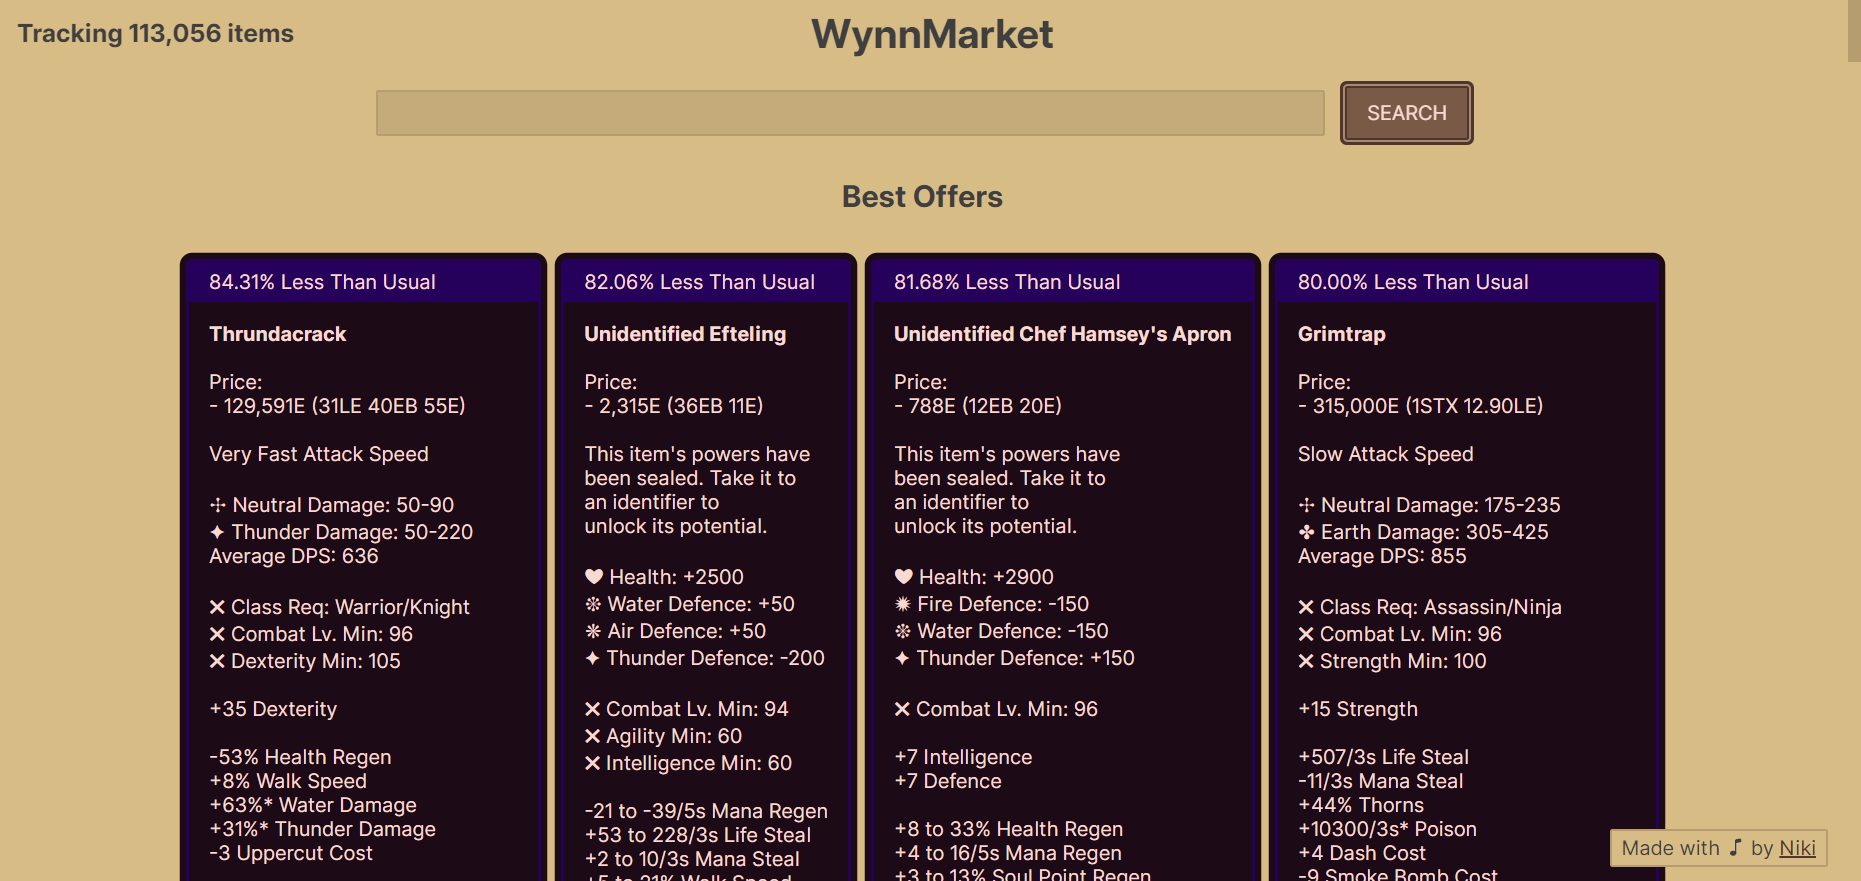 Tracking 113,056 items
WynnMarket
SEARCH
Best Offers
84.31% Less Than Usual
Thrundacrack
Price:
- 129,591E (31LE 40EB 55E)
Very Fast Attack Speed
✣ Neutral Damage: 50-90
✦ Thunder Damage: 50-220
Average DPS: 636
✖ Class Req: Warrior/Knight
✖ Combat Lv. Min: 96
✖ Dexterity Min: 105
+35 Dexterity
-53% Health Regen
+8% Walk Speed
+63%* Water Damage
+31%* Thunder Damage
-3 Uppercut Cost
82.06% Less Than Usual
Unidentified Efteling
Price:
- 2,315E (36EB 11E)
This item's powers have
been sealed. Take it to
an identifier to
unlock its potential.
❤ Health: +2500
❉ Water Defence: +50
❋ Air Defence: +50
✦ Thunder Defence: -200
✖ Combat Lv. Min: 94
✖ Agility Min: 60
✖ Intelligence Min: 60
-21 to -39/5s Mana Regen
+53 to 228/3s Life Steal
+2 to 10/3s Mana Steal
+5 to 21% Walk Speed
81.68% Less Than Usual
Unidentified Chef Hamsey's Apron
Price:
- 788E (12EB 20E)
This item's powers have
been sealed. Take it to
an identifier to
unlock its potential.
❤ Health: +2900
✹ Fire Defence: -150
❉ Water Defence: -150
✦ Thunder Defence: +150
✖ Combat Lv. Min: 96
+7 Intelligence
+7 Defence
+8 to 33% Health Regen
+4 to 16/5s Mana Regen
+3 to 13% Soul Point Regen
80.00% Less Than Usual
Grimtrap
Price:
- 315,000E (1STX 12.90LE)
Slow Attack Speed
✣ Neutral Damage: 175-235
✤ Earth Damage: 305-425
Average DPS: 855
✖ Class Req: Assassin/Ninja
✖ Combat Lv. Min: 96
✖ Strength Min: 100
+15 Strength
+507/3s Life Steal
-11/3s Mana Steal
+44% Thorns
+10300/3s* Poison
+4 Dash Cost
-9 Smoke Bomb Cost
Made with ♪ by Niki